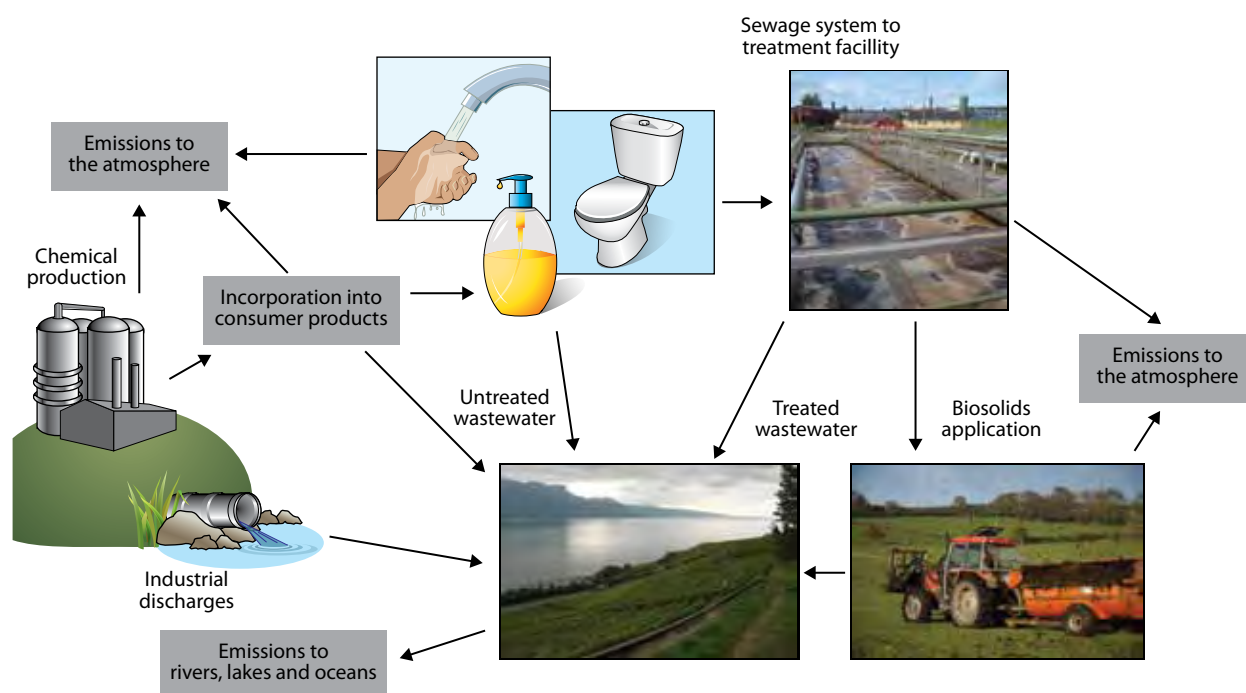 Sewage system to
treatment facillity
Emissions to
the atmosphere
Chemical
production
Incorporation into
consumer products
Emissions to
the atmosphere
Untreated
wastewater
Treated
wastewater
Biosolids
application
Industrial
discharges
Emissions to
rivers, lakes and oceans